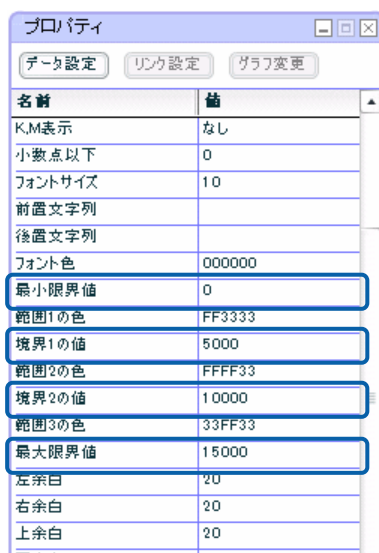 プロパティ
データ設定 リンク設定 グラフ変更
名前 値
K,M表示 なし
小数点以下 0
フォントサイズ 10
前置文字列
後置文字列
フォント色 000000
最小限界値 0
範囲1の色 FF3333
境界1の値 5000
範囲2の色 FFFF33
境界2の値 10000
範囲3の色 33FF33
最大限界値 15000
左余白 20
右余白 20
上余白 20